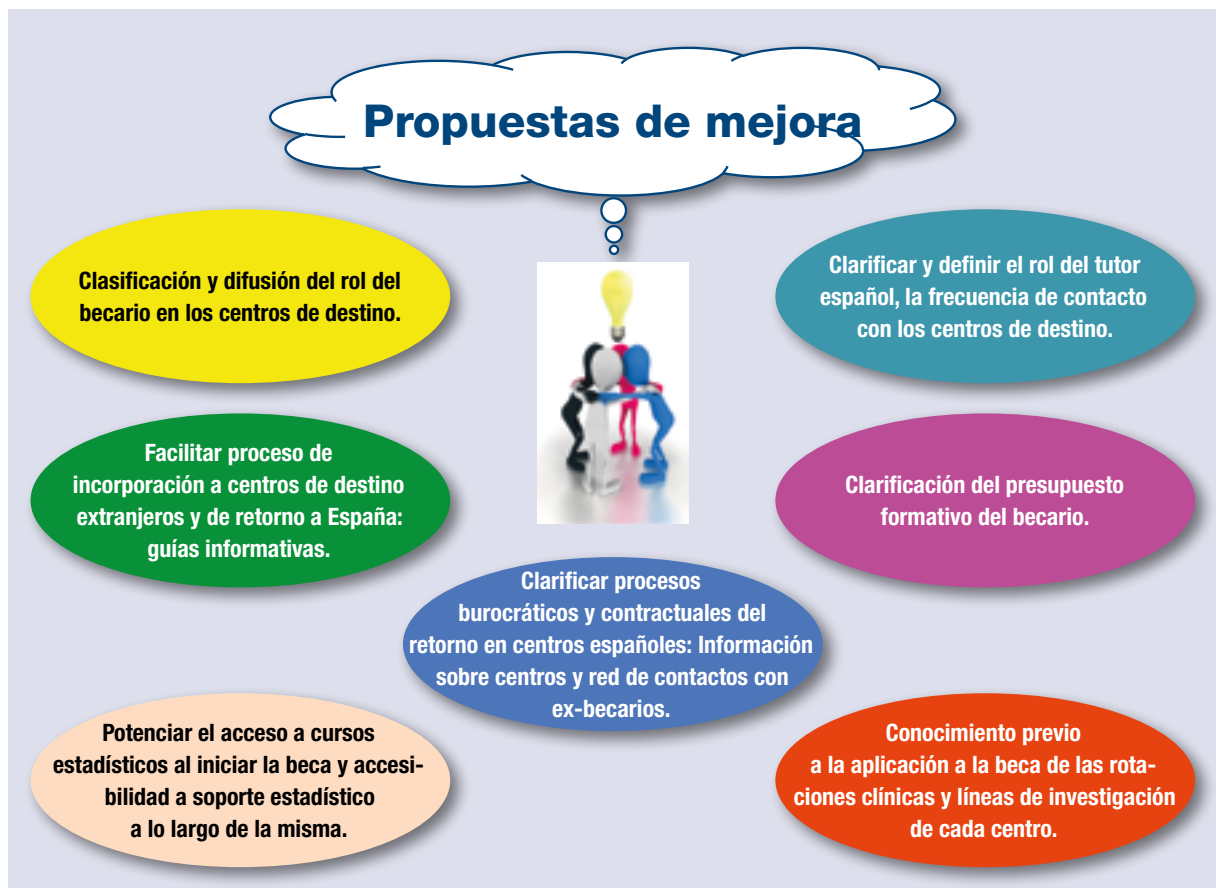 Propuestas de mejora
Clasificación y difusión del rol del
becario en los centros de destino.
Clarificar y definir el rol del tutor
español, la frecuencia de contacto
con los centros de destino.
Facilitar proceso de
incorporación a centros de destino
extranjeros y de retorno a España:
guías informativas.
Clarificación del presupuesto
formativo del becario.
Clarificar procesos
burocráticos y contractuales del
retorno en centros españoles: Información
sobre centros y red de contactos con
ex-becarios.
Potenciar el acceso a cursos
estadísticos al iniciar la beca y accesi-
bilidad a soporte estadístico
a lo largo de la misma.
Conocimiento previo
a la aplicación a la beca de las rota-
ciones clínicas y líneas de investigación
de cada centro.